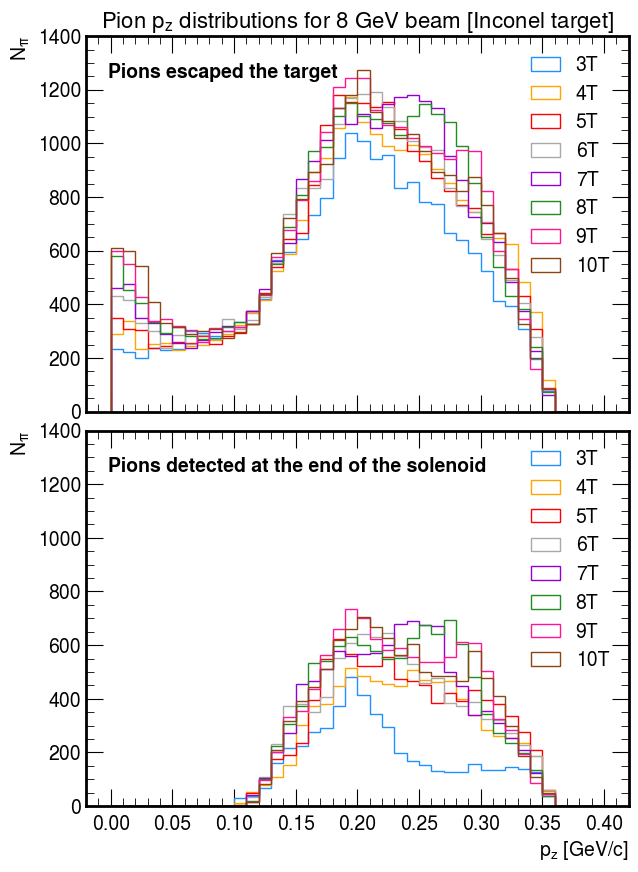 Pion p_z distributions for 8 GeV beam [Inconel target]
N_π
1400
1200
1000
800
600
400
200
0
Pions escaped the target
3T
4T
5T
6T
7T
8T
9T
10T
N_π
1400
1200
1000
800
600
400
200
0
Pions detected at the end of the solenoid
3T
4T
5T
6T
7T
8T
9T
10T
0.00 0.05 0.10 0.15 0.20 0.25 0.30 0.35 0.40
p_z [GeV/c]